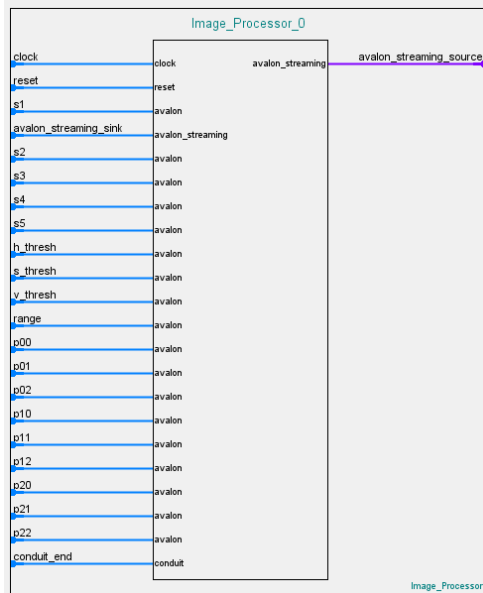 Image_Processor_0
clock
clock
avalon_streaming
avalon_streaming_source
reset
reset
s1
avalon
avalon_streaming_sink
avalon_streaming
s2
avalon
s3
avalon
s4
avalon
s5
avalon
h_thresh
avalon
s_thresh
avalon
v_thresh
avalon
range
avalon
p00
avalon
p01
avalon
p02
avalon
p10
avalon
p11
avalon
p12
avalon
p20
avalon
p21
avalon
p22
avalon
conduit_end
conduit
Image_Processor